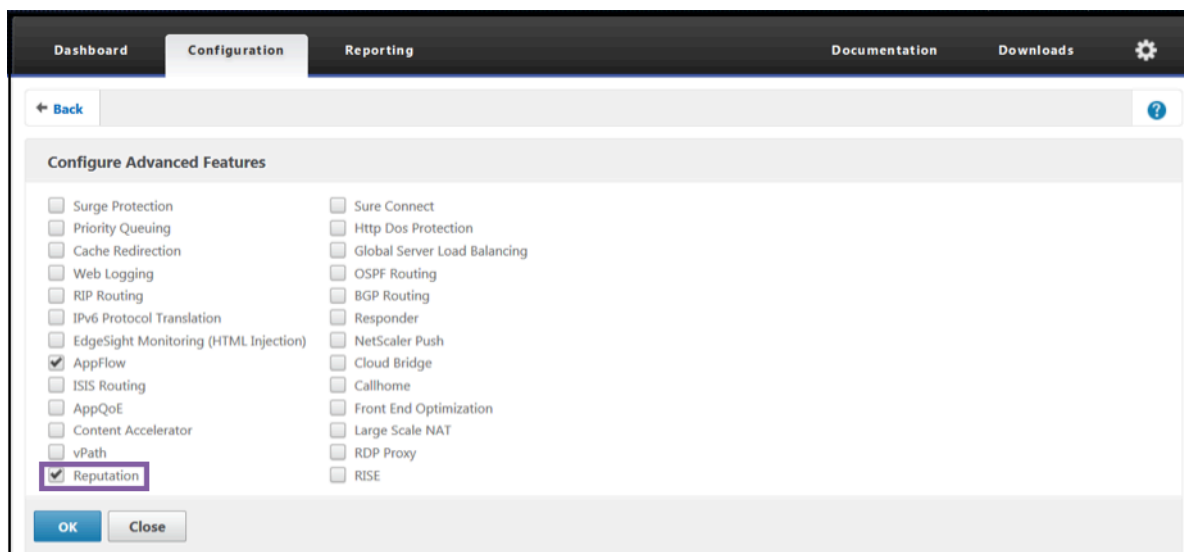 Dashboard
Configuration
Reporting
Documentation
Downloads
Back
?
Configure Advanced Features
Surge Protection
Sure Connect
Priority Queuing
Http Dos Protection
Cache Redirection
Global Server Load Balancing
Web Logging
OSPF Routing
RIP Routing
BGP Routing
IPv6 Protocol Translation
Responder
EdgeSight Monitoring (HTML Injection)
NetScaler Push
AppFlow
Cloud Bridge
ISIS Routing
Callhome
AppQoE
Front End Optimization
Content Accelerator
Large Scale NAT
vPath
RDP Proxy
Reputation
RISE
OK
Close